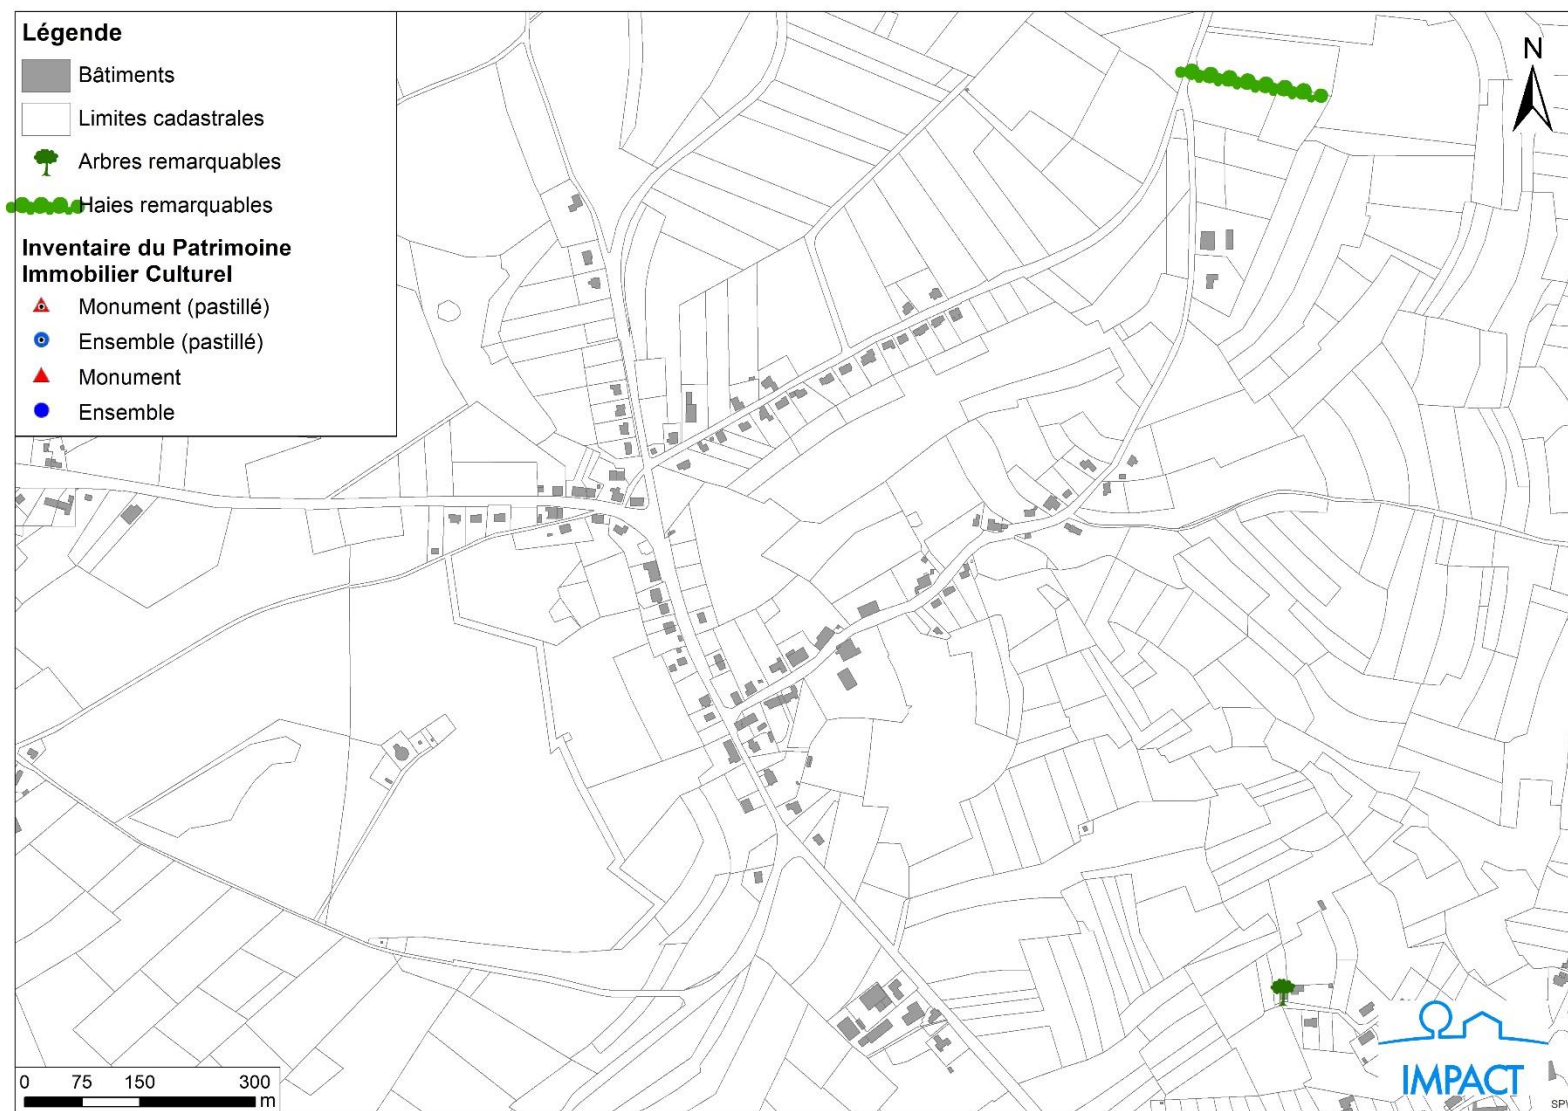 Légende
Bâtiments
Limites cadastrales
Arbres remarquables
Haies remarquables
Inventaire du Patrimoine
Immobilier Culturel
Monument (pastillé)
Ensemble (pastillé)
Monument
Ensemble
N
0 75 150 300
m
IMPACT